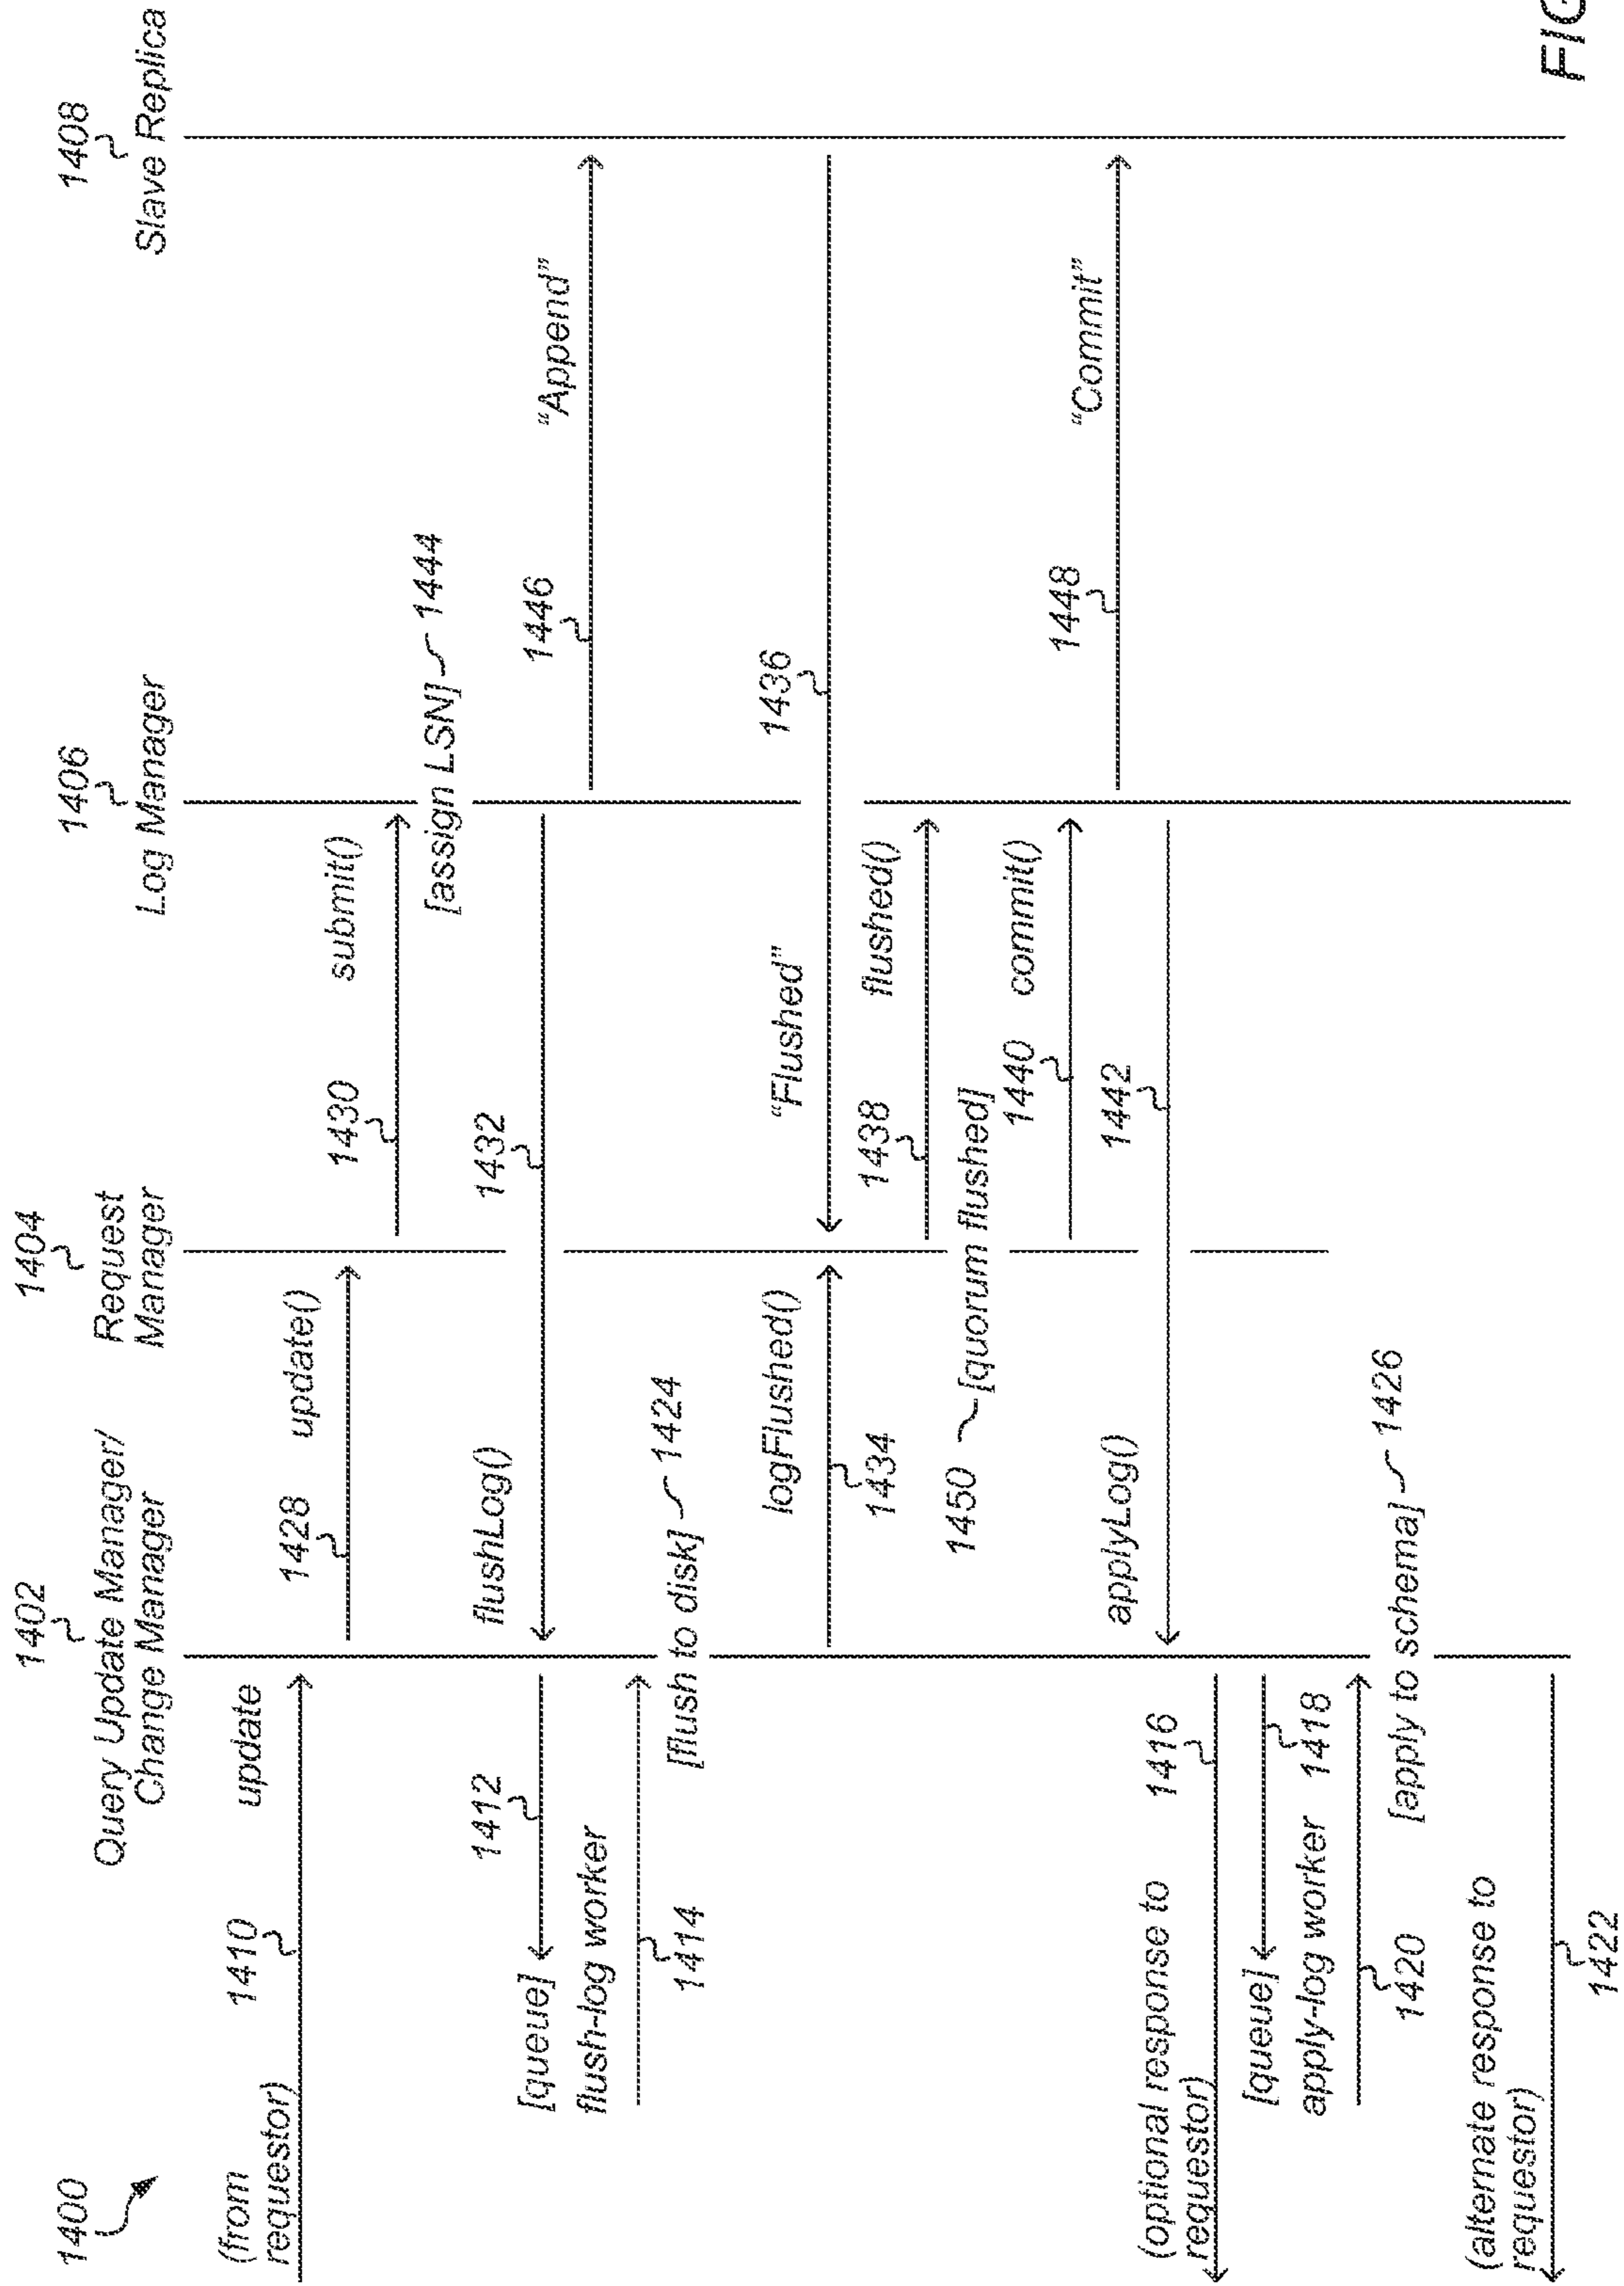 1400
1402
Query Update Manager/
Change Manager
1404
Request
Manager
1406
Log Manager
1408
Slave Replica
(from
requestor)
1410
update
1428
update()
1430
submit()
[assign LSN]
1444
flushLog()
1432
1446
"Append"
1412
[queue]
flush-log worker
1414
[flush to disk]
1424
logFlushed()
1434
"Flushed"
1436
1438
flushed()
1450
[quorum flushed]
1440
commit()
1448
"Commit"
applyLog()
1442
(optional response to
requestor)
1416
[queue]
1418
apply-log worker
1420
[apply to schema]
1426
(alternate response to
requestor)
1422